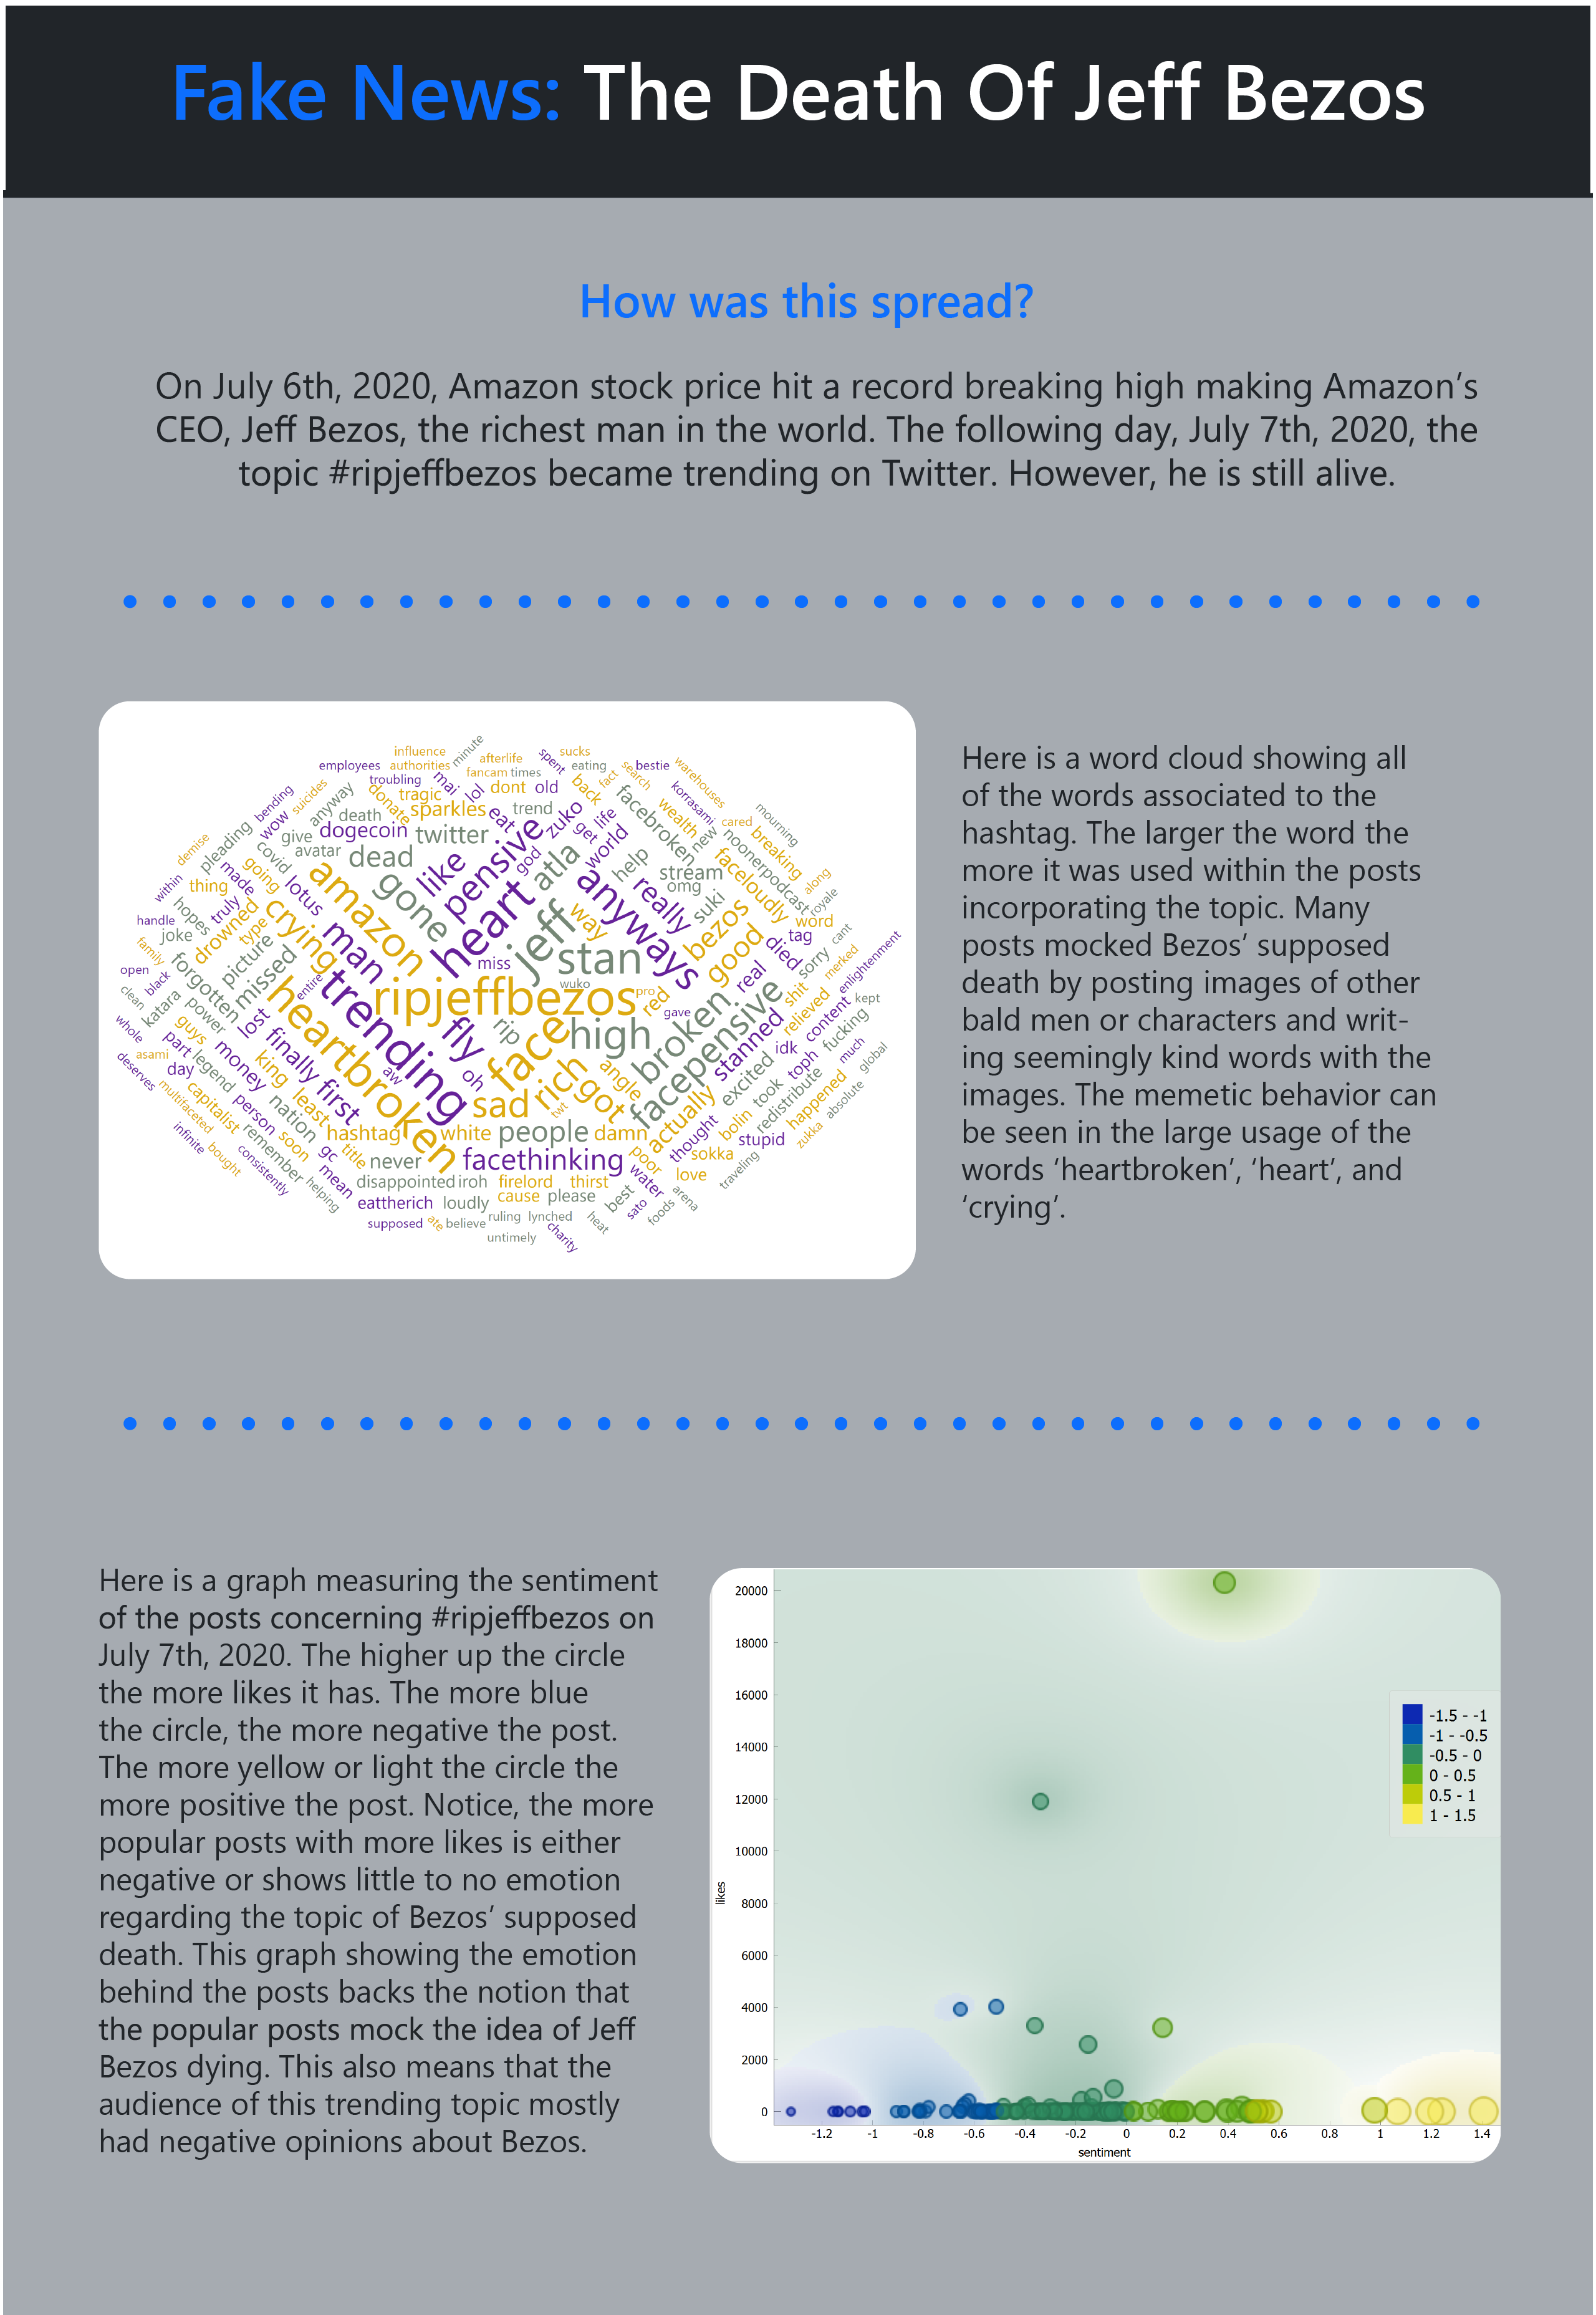 Fake News: The Death Of Jeff Bezos
How was this spread?
On July 6th, 2020, Amazon stock price hit a record breaking high making Amazon's
CEO, Jeff Bezos, the richest man in the world. The following day, July 7th, 2020, the
topic #ripjeffbezos became trending on Twitter. However, he is still alive.
influence
minute
afterlife
spent
sucks
employees
authorities
fancam
times
eating
bestie
troubling
mai
lol
dont
old
back
fact
search
warehouses
bending
suicides
anyway
donate
tragic
sparkles
trend
zuko
life
facebroken
wealth
korrasami
cared
mourning
wow
death
eat
get
new
breaking
demise
pleading
give
dogecoin
twitter
world
noonerpodcast
covid
avatar
dead
like
pensive
god
atla
help
stream
omg
faceloudly
along
royale
within
thing
made
going
lotus
amazon
gone
heart
jeff
way
anyways
really
suki
bezos
good
word
tag
handle
hopes
truly
drowned
type
crying
man
stan
miss
wuko
died
sorry
cant
joke
family
picture
missed
forgotten
entire
trending
ripjeffbezos
pro
red
gave
real
merked
enlightenment
open
black
clean
katara
power
lost
heartbroken
fly
rip
face
high
broken
facepensive
stanned
shit
relieved
content
kept
whole
guys
part
legend
money
finally
first
aw
oh
rich
got
angle
excited
idk
toph
fucking
much
global
asami
deserves
day
multifaceted
capitalist
person
king
nation
least
sad
twt
actually
thought
bolin
took
redistribute
happened
absolute
zukka
infinite
bought
remember
soon
gc
title
hashtag
white
people
damn
poor
sokka
stupid
traveling
consistently
helping
mean
never
facethinking
water
love
disappointed
iroh
firelord
thirst
best
arena
eattherich
loudly
cause
please
sato
foods
supposed
ate
believe
ruling
lynched
heat
untimely
charity
Here is a word cloud showing all
of the words associated to the
hashtag. The larger the word the
more it was used within the posts
incorporating the topic. Many
posts mocked Bezos' supposed
death by posting images of other
bald men or characters and writ-
ing seemingly kind words with the
images. The memetic behavior can
be seen in the large usage of the
words 'heartbroken', 'heart', and
'crying'.
Here is a graph measuring the sentiment
of the posts concerning #ripjeffbezos on
July 7th, 2020. The higher up the circle
the more likes it has. The more blue
the circle, the more negative the post.
The more yellow or light the circle the
more positive the post. Notice, the more
popular posts with more likes is either
negative or shows little to no emotion
regarding the topic of Bezos' supposed
death. This graph showing the emotion
behind the posts backs the notion that
the popular posts mock the idea of Jeff
Bezos dying. This also means that the
audience of this trending topic mostly
had negative opinions about Bezos.
20000
18000
16000
14000
12000
10000
8000
6000
4000
2000
0
likes
-1.5 - -1
-1 - -0.5
-0.5 - 0
0 - 0.5
0.5 - 1
1 - 1.5
-1.2 -1 -0.8 -0.6 -0.4 -0.2 0 0.2 0.4 0.6 0.8 1 1.2 1.4
sentiment